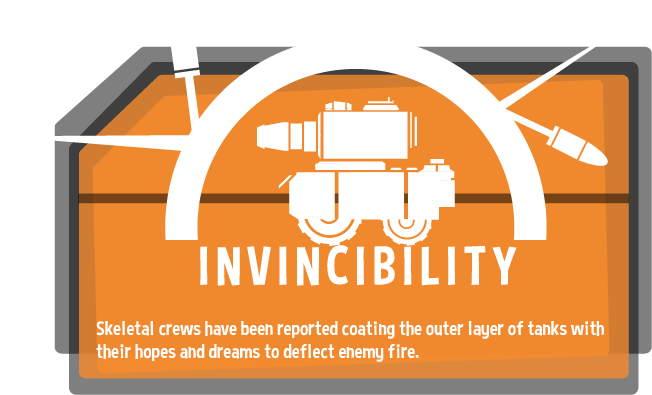 INVINCIBILITY
Skeletal crews have been reported coating the outer layer of tanks with
their hopes and dreams to deflect enemy fire.